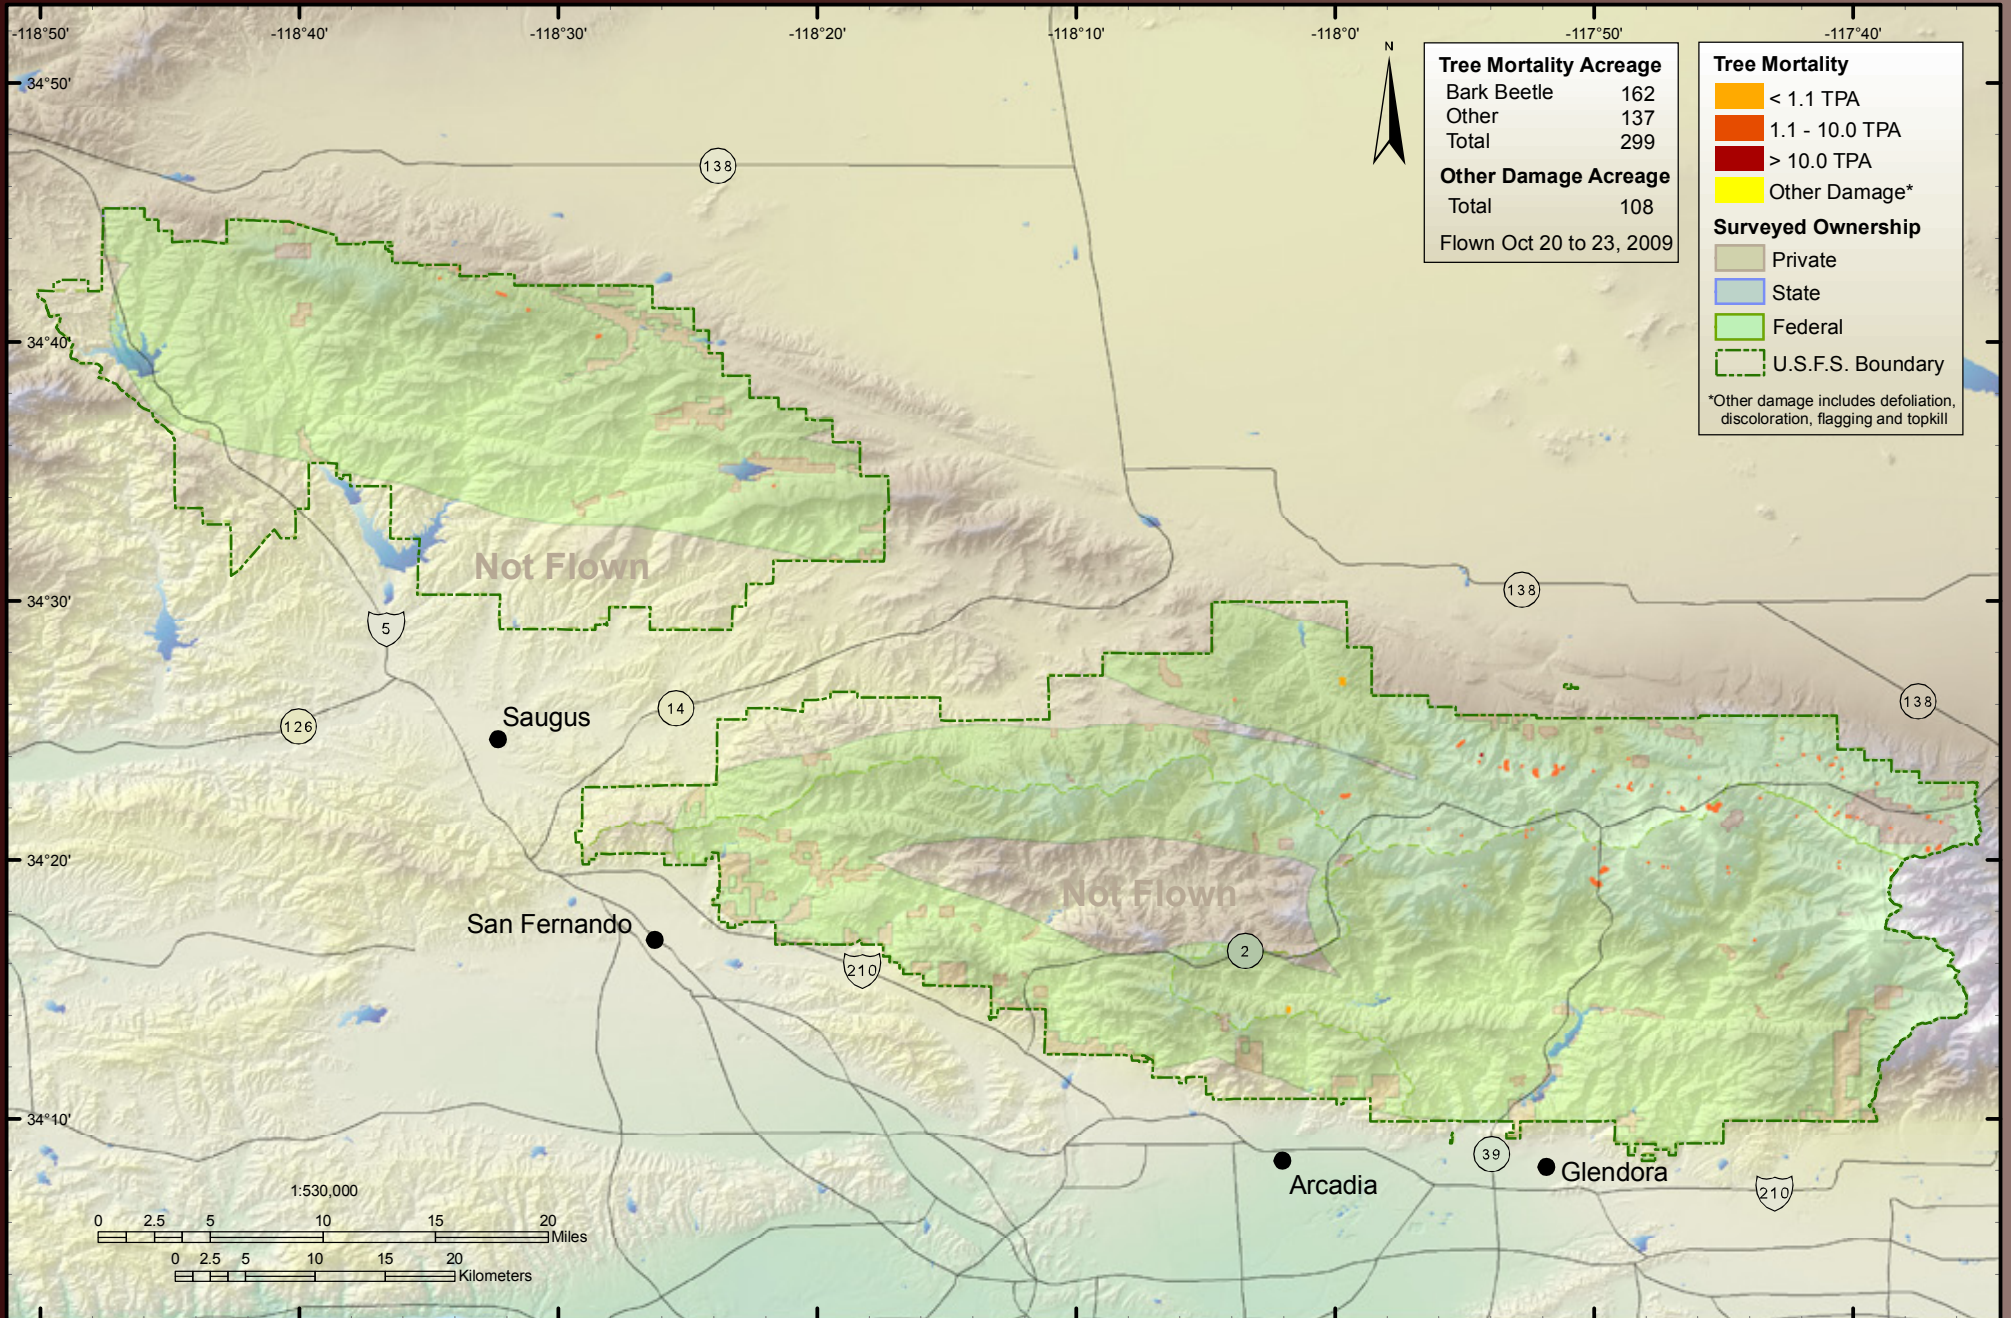 -118°50'
-118°40'
-118°30'
-118°20'
-118°10'
-118°0'
-117°50'
-117°40'
34°50'
34°40'
34°30'
34°20'
34°10'
N
Tree Mortality Acreage
Bark Beetle 162
Other 137
Total 299
Other Damage Acreage
Total 108
Flown Oct 20 to 23, 2009
Tree Mortality
< 1.1 TPA
1.1 - 10.0 TPA
> 10.0 TPA
Other Damage*
Surveyed Ownership
Private
State
Federal
U.S.F.S. Boundary
*Other damage includes defoliation,
discoloration, flagging and topkill
138
Not Flown
138
5
138
14
126
Saugus
Not Flown
San Fernando
2
210
39
Glendora
Arcadia
210
1:530,000
0 2.5 5 10 15 20
Miles
0 2.5 5 10 15 20
Kilometers